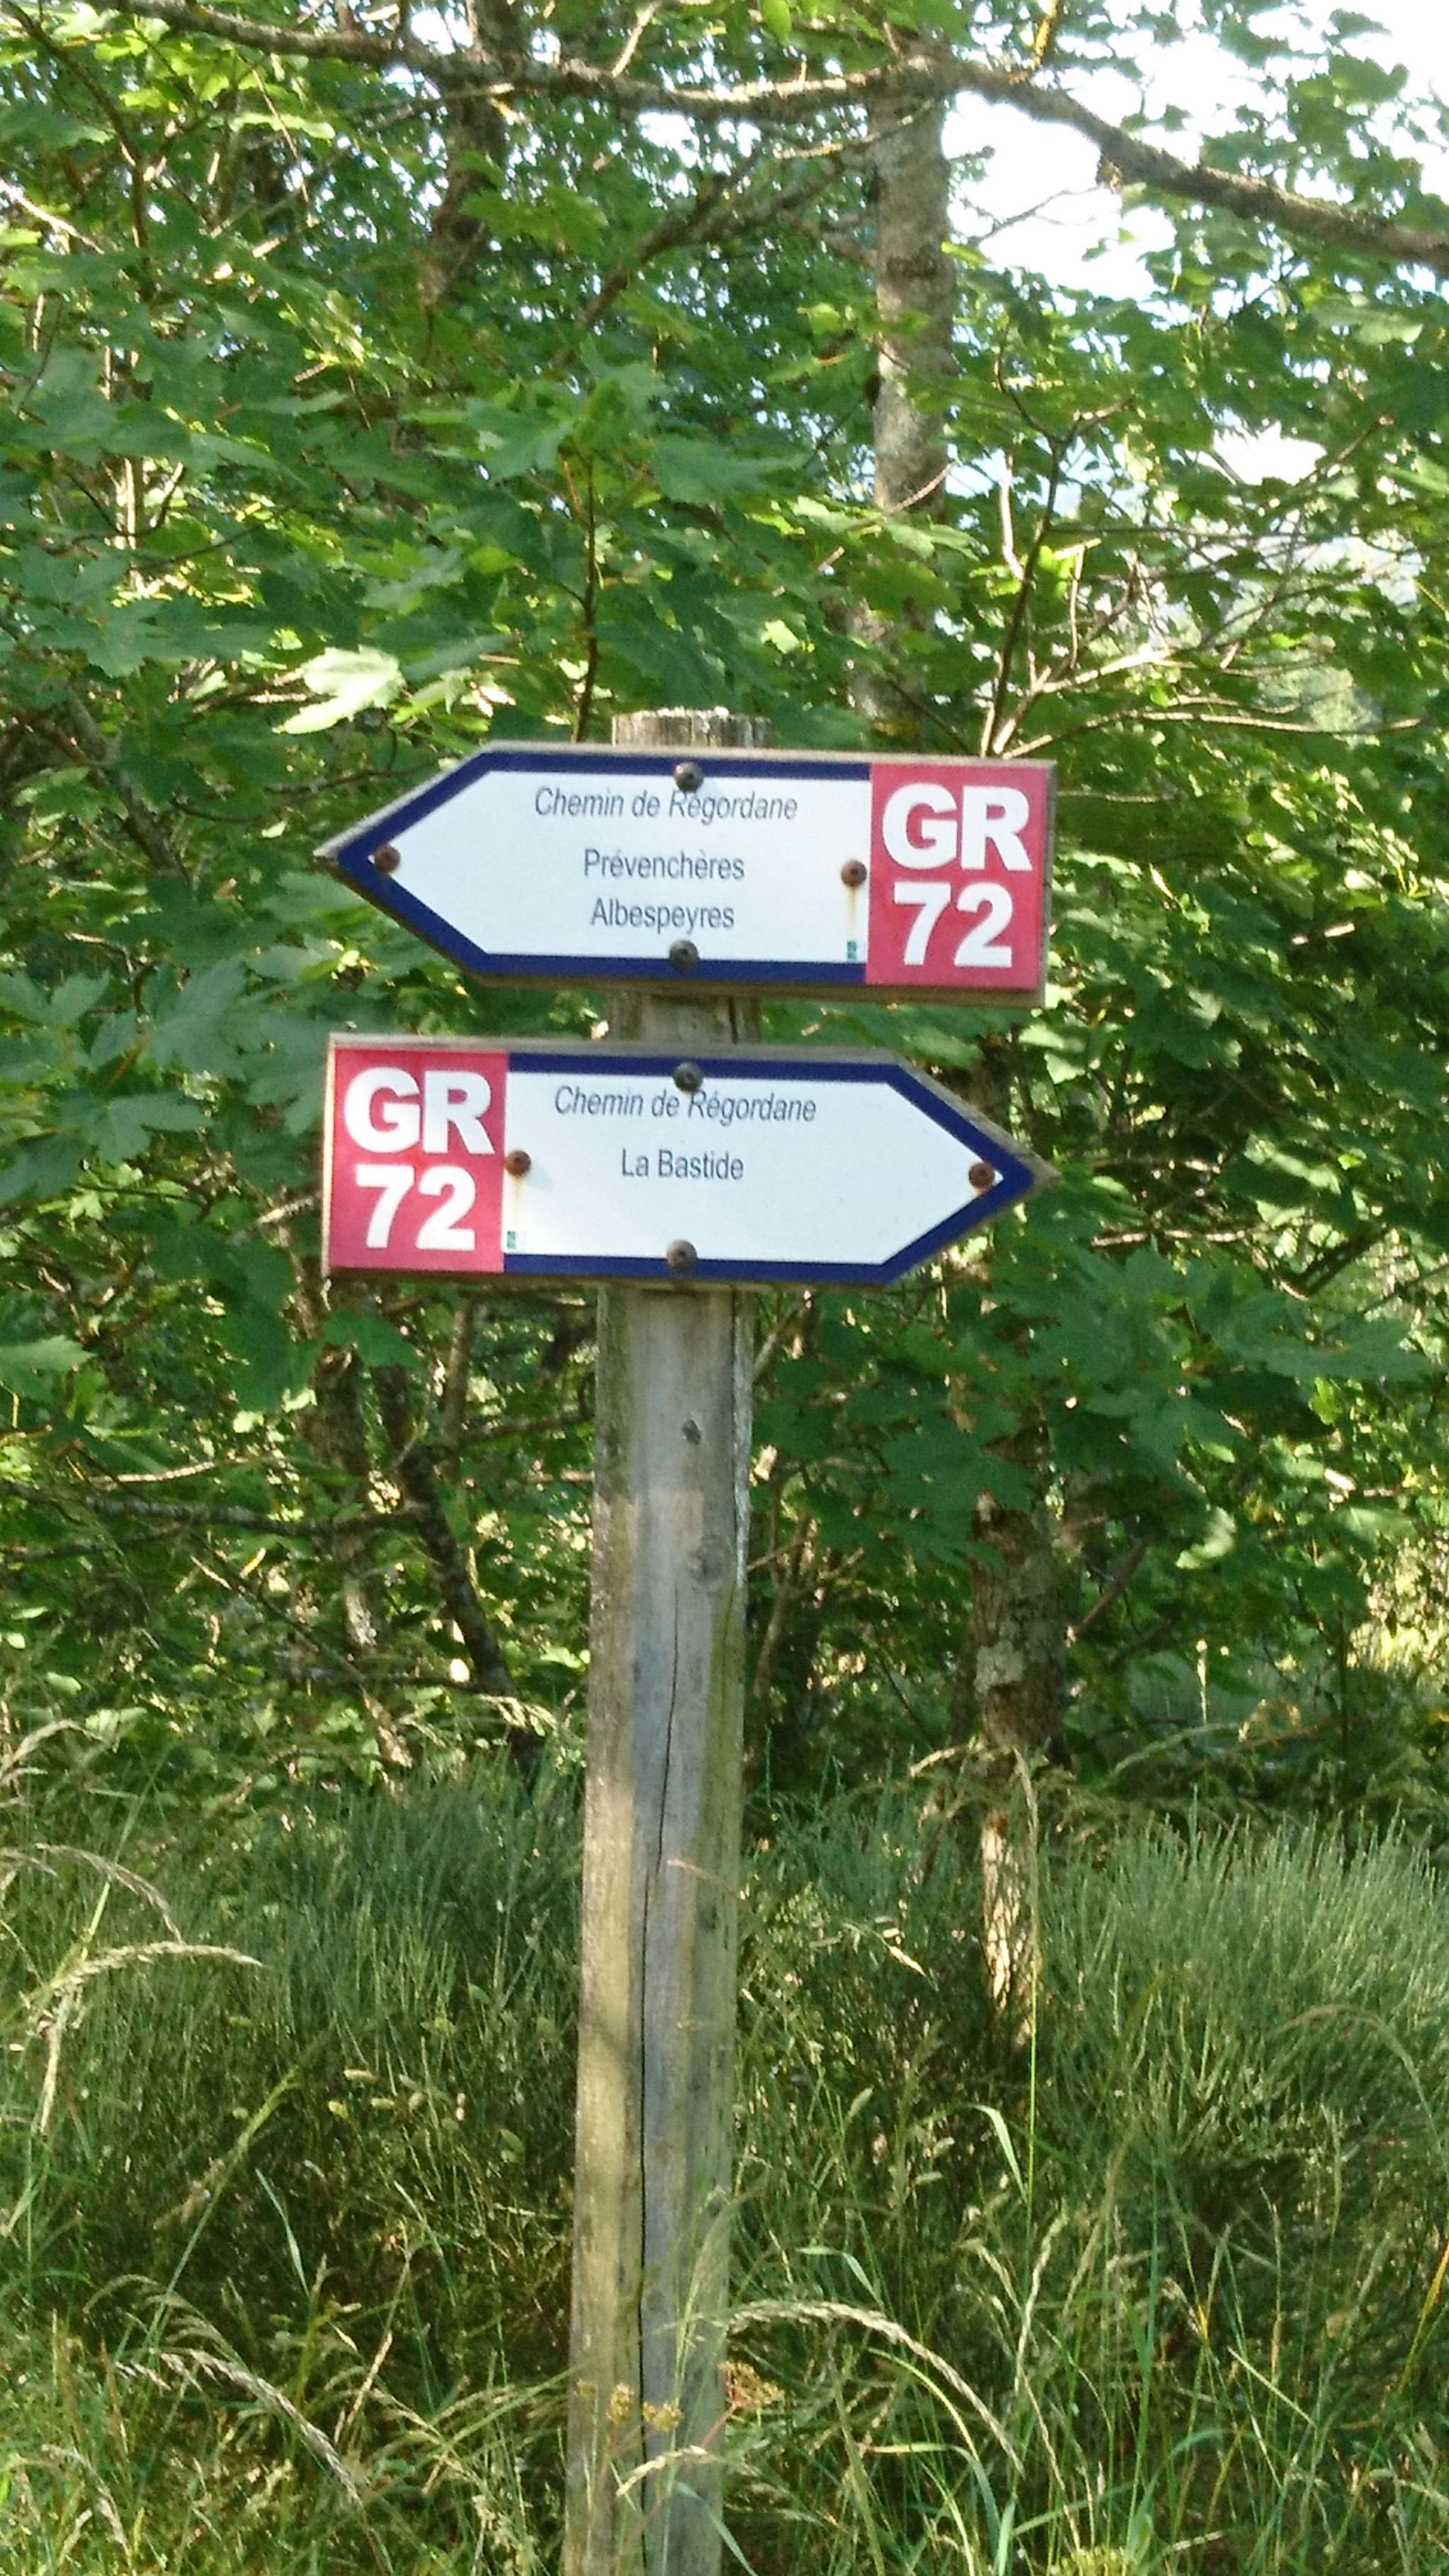 Chemin de Régordane
Prévenchères
Albespeyres
GR
72
GR
72
Chemin de Régordane
La Bastide